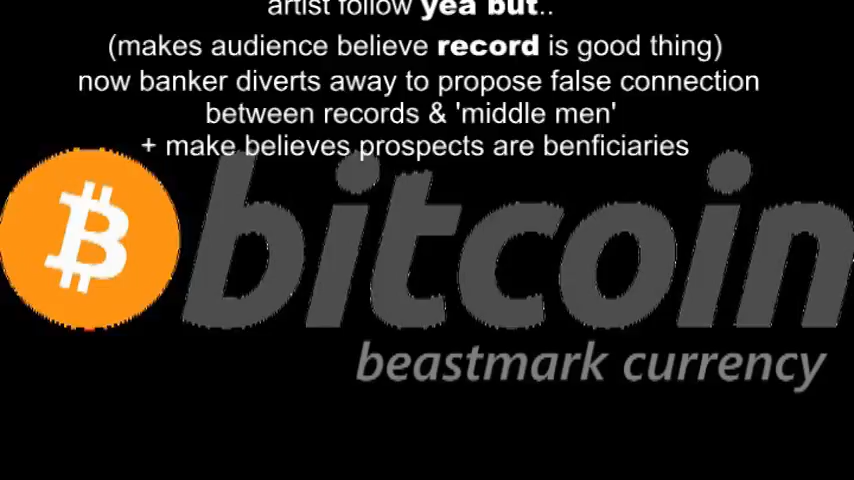 artist follow yea but..
(makes audience believe record is good thing)
now banker diverts away to propose false connection
between records & 'middle men'
+ make believes prospects are benficiaries
bitcoin
beastmark currency